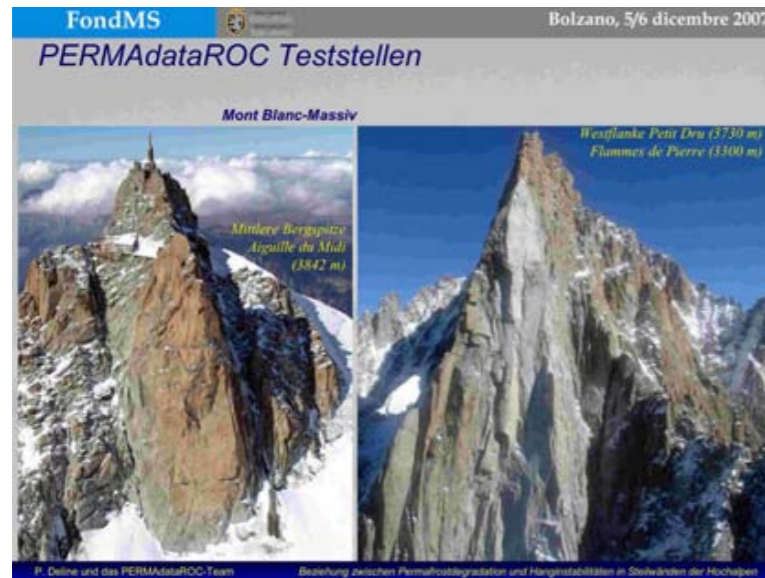 FondMS
Bolzano, 5/6 dicembre 2007
PERMAdataROC Teststellen
Mont Blanc-Massiv
Mittlere Bergspitze
Aiguille du Midi
(3842 m)
Westflanke Petit Dru (3730 m)
Flammes de Pierre (3300 m)
P. Deline und das PERMAdataROC-Team
Beziehung zwischen Permafrostdegradation und Hanginstabilitäten in Steilwänden der Hochalpen